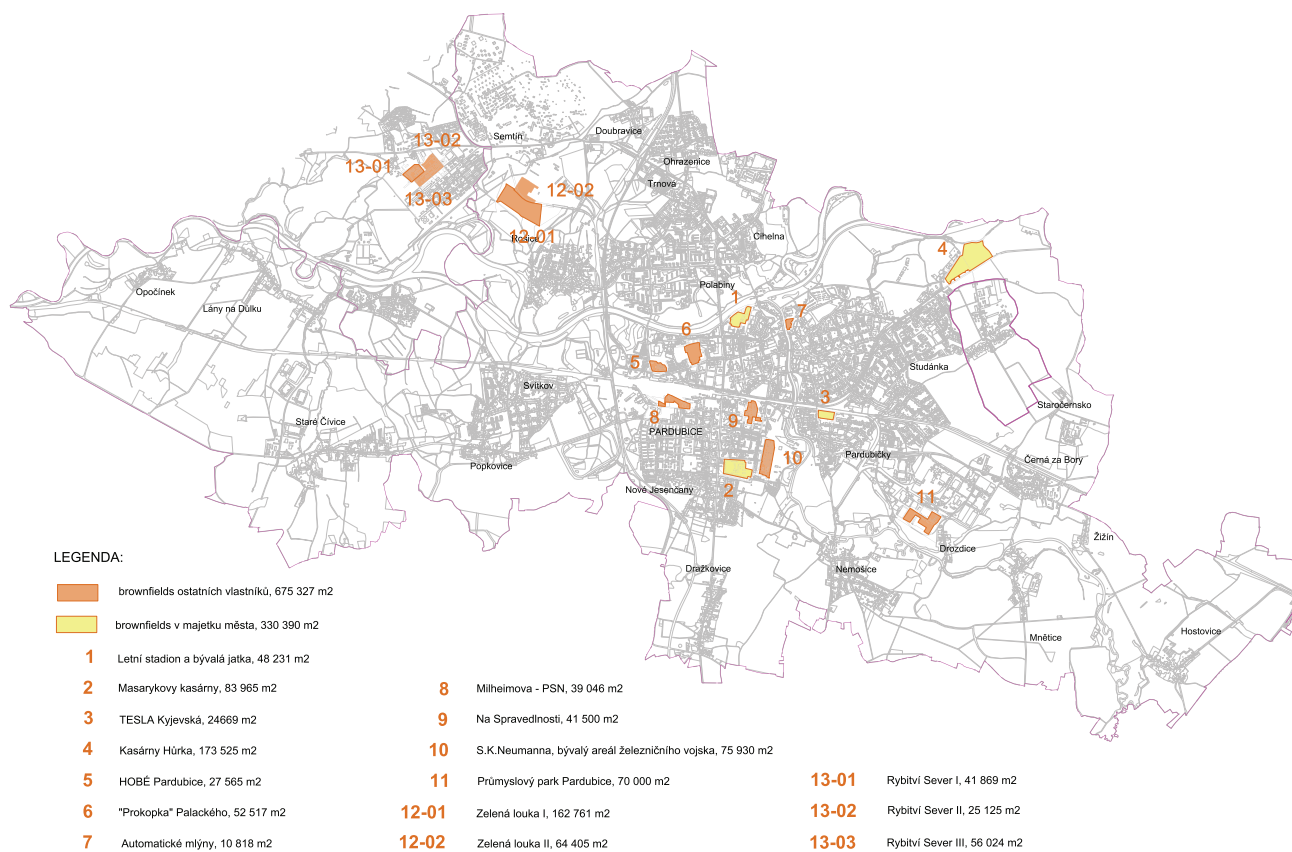 13-02
Semtín
Doubravice
13-01
Ohrazenice
Trnova
12-02
13-03
12-01
Rosice
Cihelna
4
Opočínek
Lány na Důlku
Polabiny
1
7
6
5
Studánka
Svítkov
3
Staročernsko
8
9
Staré Čívice
PARDUBICE
10
Pardubičky
Černá za Bory
Popkovice
Nové Jesenčany
2
11
Žižín
Drozdice
Dražkovice
Nemošice
Mnětice
Hostovice
LEGENDA:
brownfields ostatních vlastníků, 675 327 m2
brownfields v majetku města, 330 390 m2
1 Letní stadion a bývalá jatka, 48 231 m2
2 Masarykovy kasárny, 83 965 m2
3 TESLA Kyjevská, 24669 m2
4 Kasárny Hůrka, 173 525 m2
5 HOBÉ Pardubice, 27 565 m2
6 "Prokopka" Palackého, 52 517 m2
7 Automatické mlýny, 10 818 m2
8 Milheimova - PSN, 39 046 m2
9 Na Spravedlnosti, 41 500 m2
10 S.K.Neumanna, bývalý areál železničního vojska, 75 930 m2
11 Průmyslový park Pardubice, 70 000 m2
12-01 Zelená louka I, 162 761 m2
12-02 Zelená louka II, 64 405 m2
13-01 Rybitví Sever I, 41 869 m2
13-02 Rybitví Sever II, 25 125 m2
13-03 Rybitví Sever III, 56 024 m2